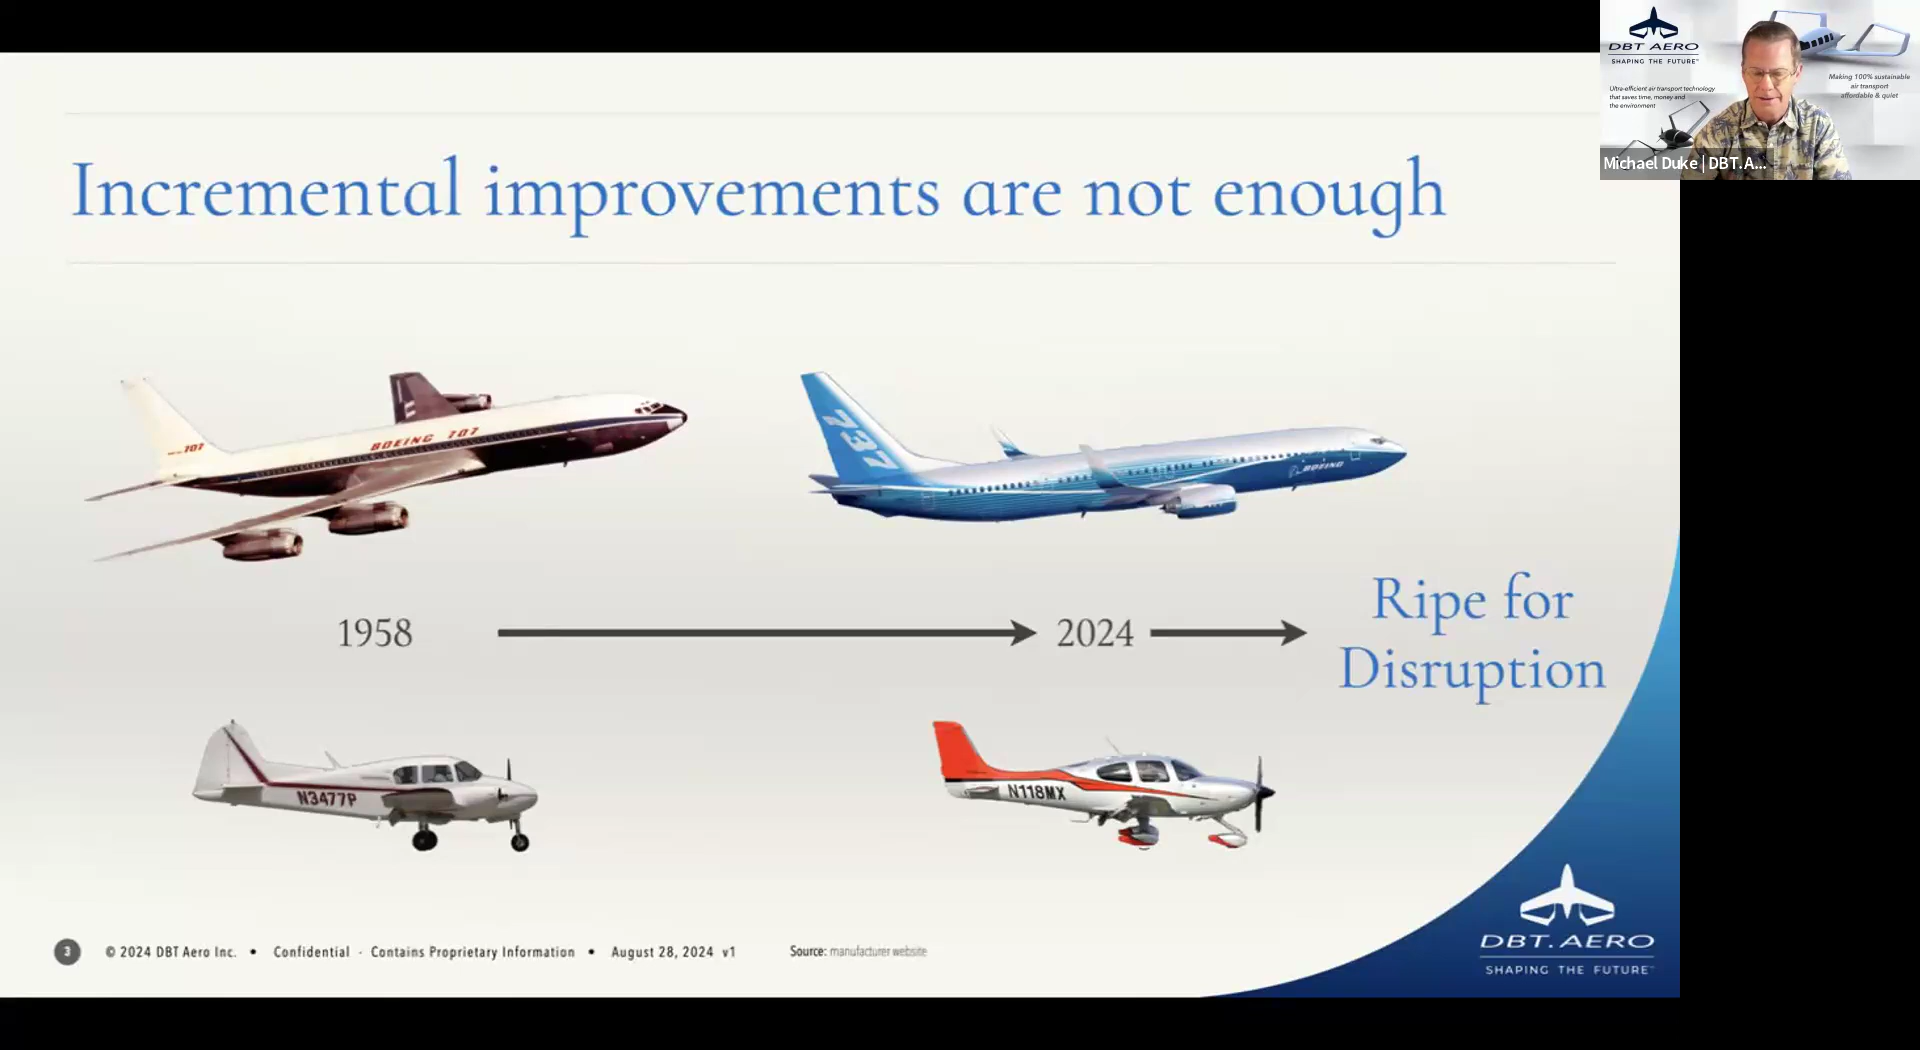 Incremental improvements are not enough
707
BOEING 707
737
BOEING
1958
2024
Ripe for
Disruption
N3477P
N118MX
3
© 2024 DBT Aero Inc. • Confidential - Contains Proprietary Information • August 28, 2024 v1
Source: manufacturer website
DBT.AERO
SHAPING THE FUTURE™
DBT AERO
SHAPING THE FUTURE™
Ultra-efficient air transport technology
that saves time, money and
the environment
Making 100% sustainable
air transport
affordable & quiet
Michael Duke | DBT.A...